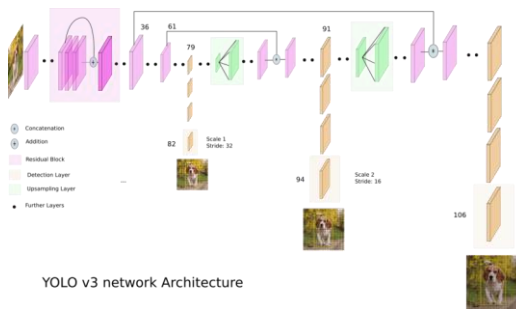 36
61
79
91
82
Scale 1
Stride: 32
94
Scale 2
Stride: 16
106
Concatenation
Addition
Residual Block
Detection Layer
Upsampling Layer
Further Layers
...
YOLO v3 network Architecture